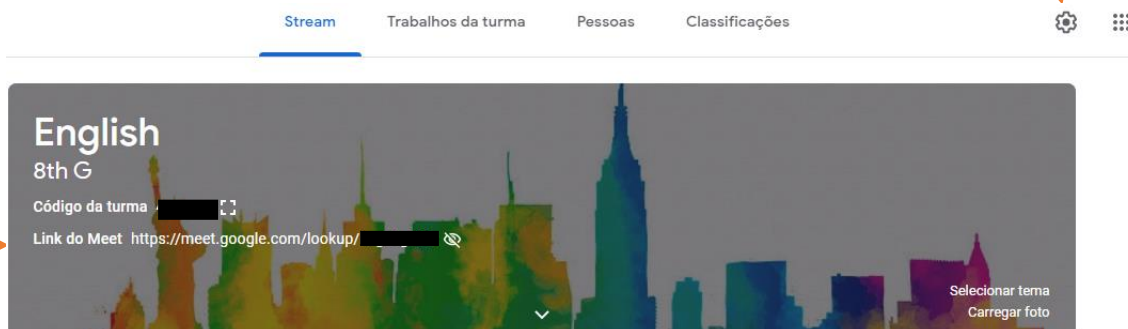 Stream Trabalhos da turma Pessoas Classificações
English
8th G
Código da turma
Link do Meet https://meet.google.com/lookup/
Selecionar tema
Carregar foto